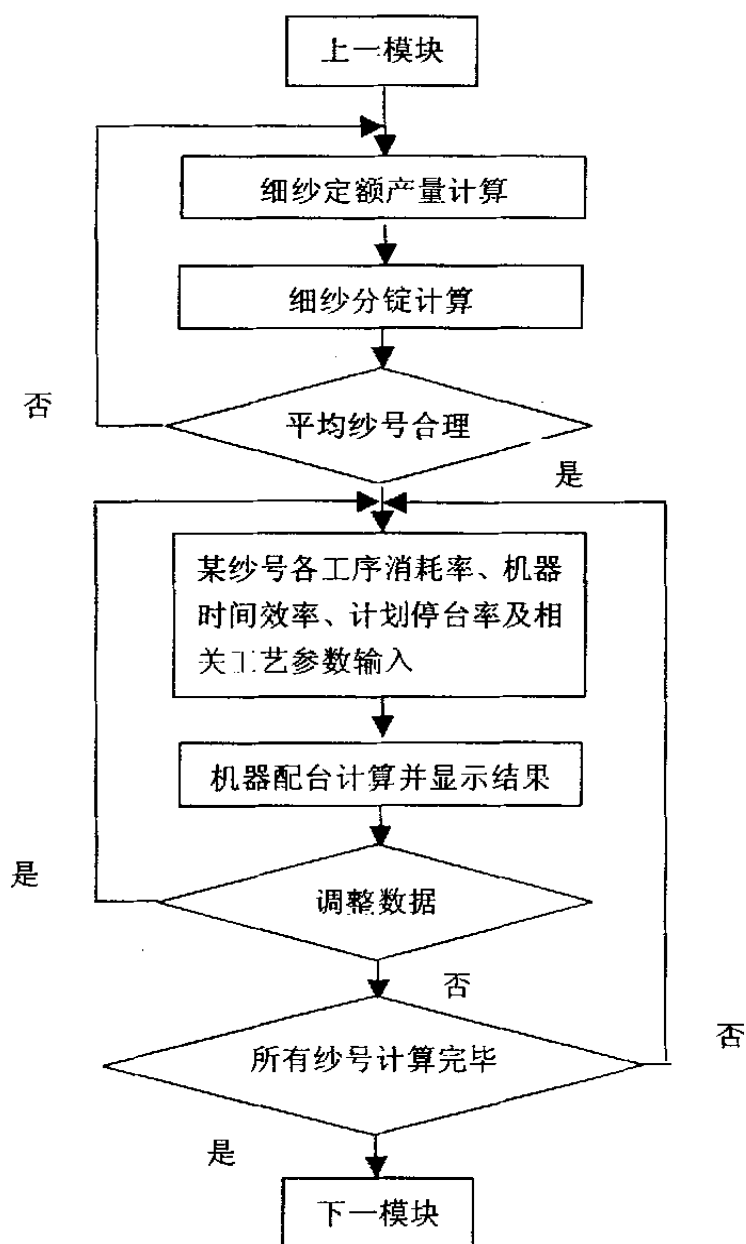 上一模块
细纱定额产量计算
细纱分锭计算
否
平均纱号合理
是
某纱号各工序消耗率、机器
时间效率、计划停台率及相
关工艺参数输入
机器配台计算并显示结果
是
调整数据
否
否
所有纱号计算完毕
是
下一模块